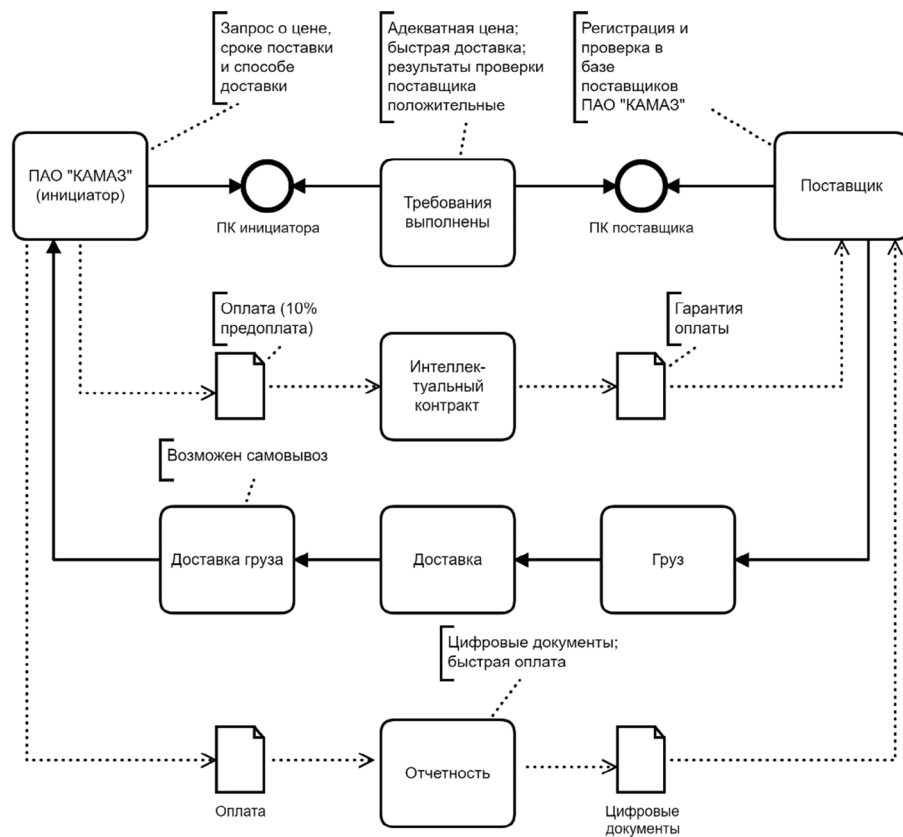 Запрос о цене,
сроке поставки
и способе
доставки
Адекватная цена;
быстрая доставка;
результаты проверки
поставщика
положительные
Регистрация и
проверка в
базе
поставщиков
ПАО "КАМАЗ"
ПАО "КАМАЗ"
(инициатор)
ПК инициатора
Требования
выполнены
ПК поставщика
Поставщик
Оплата (10%
предоплата)
Интеллек-
туальный
контракт
Гарантия
оплаты
Возможен самовывоз
Доставка груза
Доставка
Груз
Цифровые документы;
быстрая оплата
Оплата
Отчетность
Цифровые
документы